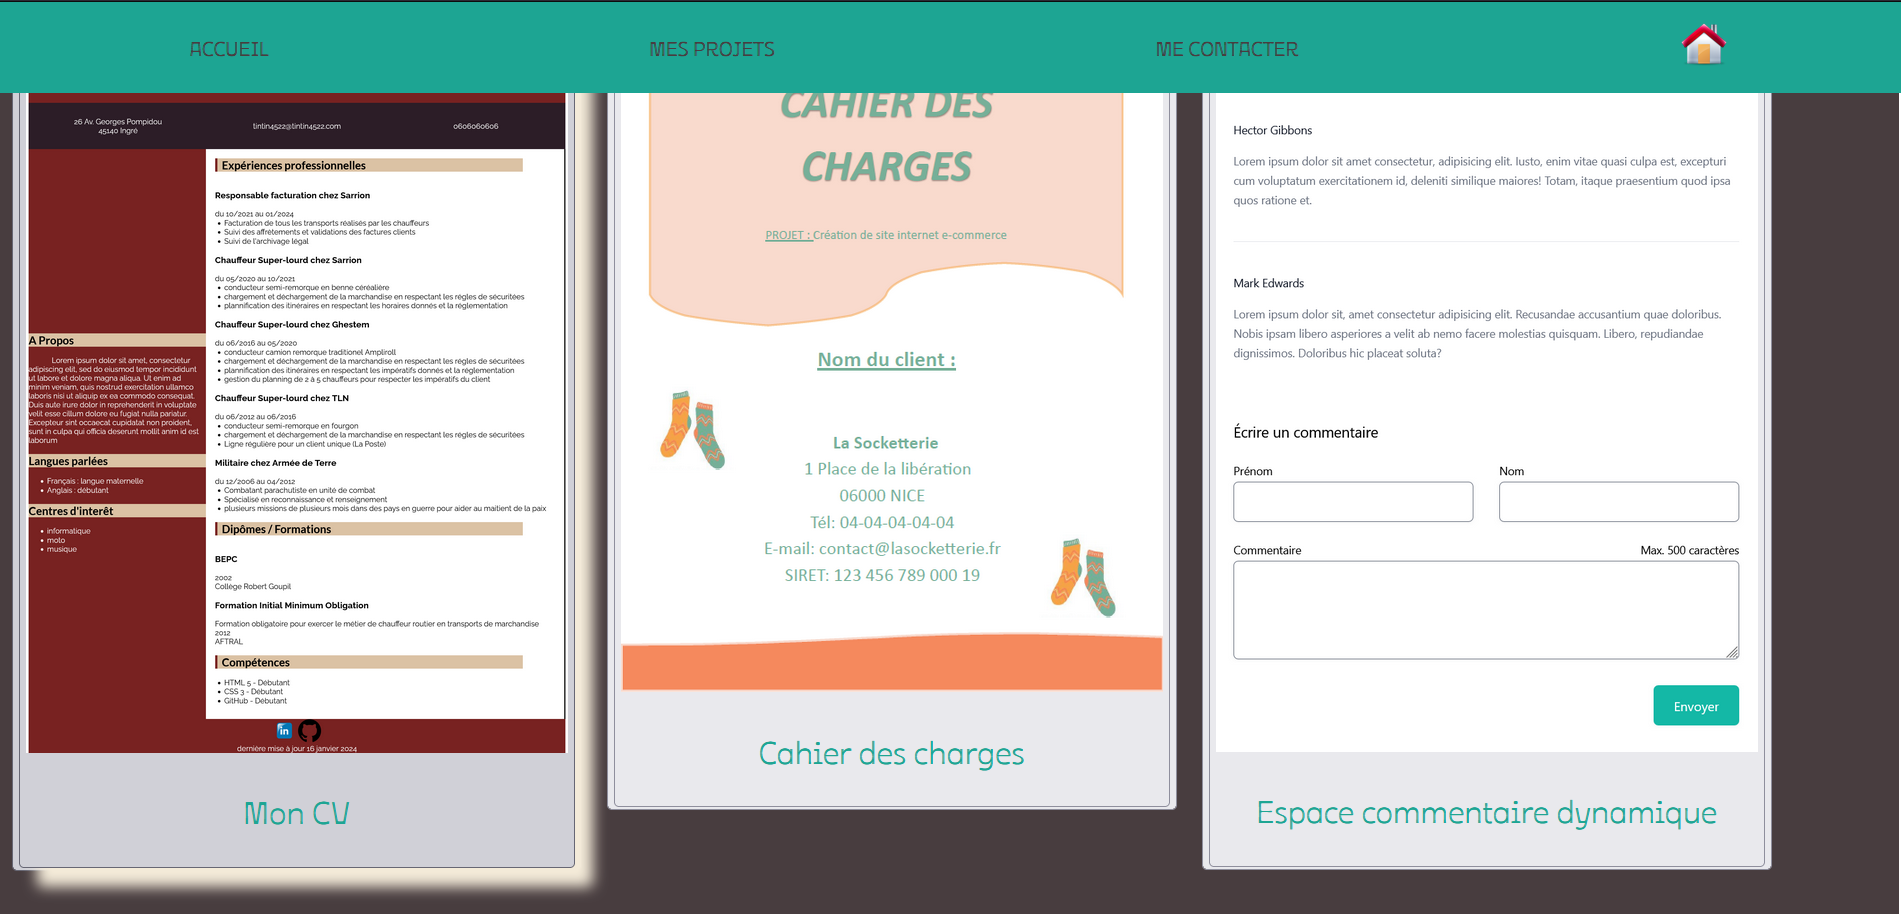 ACCUEIL
MES PROJETS
ME CONTACTER
26 Av. Georges Pompidou
45140 Ingré
tintin4522@tintin4522.com
0606060606
A Propos
Lorem ipsum dolor sit amet, consectetur
adipiscing elit, sed do eiusmod tempor incididunt
ut labore et dolore magna aliqua. Ut enim ad
minim veniam, quis nostrud exercitation ullamco
laboris nisi ut aliquip ex ea commodo consequat.
Duis aute irure dolor in reprehenderit in voluptate
velit esse cillum dolore eu fugiat nulla pariatur.
Excepteur sint occaecat cupidatat non proident,
sunt in culpa qui officia deserunt mollit anim id est
laborum
Langues parlées
Français : langue maternelle
Anglais : débutant
Centres d'interêt
informatique
moto
musique
Expériences professionnelles
Responsable facturation chez Sarrion
du 10/2021 au 01/2024
Facturation de tous les transports réalisés par les chauffeurs
Suivi des affrètements et validations des factures clients
Suivi de l'archivage légal
Chauffeur Super-lourd chez Sarrion
du 05/2020 au 10/2021
conducteur semi-remorque en benne céréalière
chargement et déchargement de la marchandise en respectant les régles de sécuritées
plannification des itinéraires en respectant les horaires donnés et la réglementation
Chauffeur Super-lourd chez Ghestem
du 06/2016 au 05/2020
conducteur camion remorque traditionel Ampliroll
chargement et déchargement de la marchandise en respectant les régles de sécuritées
plannification des itinéraires en respectant les impératifs donnés et la réglementation
gestion du planning de 2 à 5 chauffeurs pour respecter les impératifs du client
Chauffeur Super-lourd chez TLN
du 06/2012 au 06/2016
conducteur semi-remorque en fourgon
chargement et déchargement de la marchandise en respectant les régles de sécuritées
Ligne régulière pour un client unique (La Poste)
Militaire chez Armée de Terre
du 12/2006 au 04/2012
Combatant parachutiste en unité de combat
Spécialisé en reconnaissance et renseignement
plusieurs missions de plusieurs mois dans des pays en guerre pour aider au maitient de la paix
Dipômes / Formations
BEPC
2002
Collège Robert Goupil
Formation Initial Minimum Obligation
Formation obligatoire pour exercer le métier de chauffeur routier en transports de marchandise
2012
AFTRAL
Compétences
HTML 5 - Débutant
CSS 3 - Débutant
GitHub - Débutant
in
dernière mise à jour 16 janvier 2024
Mon CV
CAHIER DES
CHARGES
PROJET : Création de site internet e-commerce
Nom du client :
La Socketterie
1 Place de la libération
06000 NICE
Tél: 04-04-04-04-04
E-mail: contact@lasocketterie.fr
SIRET: 123 456 789 000 19
Cahier des charges
Hector Gibbons
Lorem ipsum dolor sit amet consectetur, adipisicing elit. Iusto, enim vitae quasi culpa est, excepturi
cum voluptatum exercitationem id, deleniti similique maiores! Totam, itaque praesentium quod ipsa
quos ratione et.
Mark Edwards
Lorem ipsum dolor sit, amet consectetur adipisicing elit. Recusandae accusantium quae doloribus.
Nobis ipsam libero asperiores a velit ab nemo facere molestias quisquam. Libero, repudiandae
dignissimos. Doloribus hic placeat soluta?
Écrire un commentaire
Prénom
Nom
Commentaire
Max. 500 caractères
Envoyer
Espace commentaire dynamique